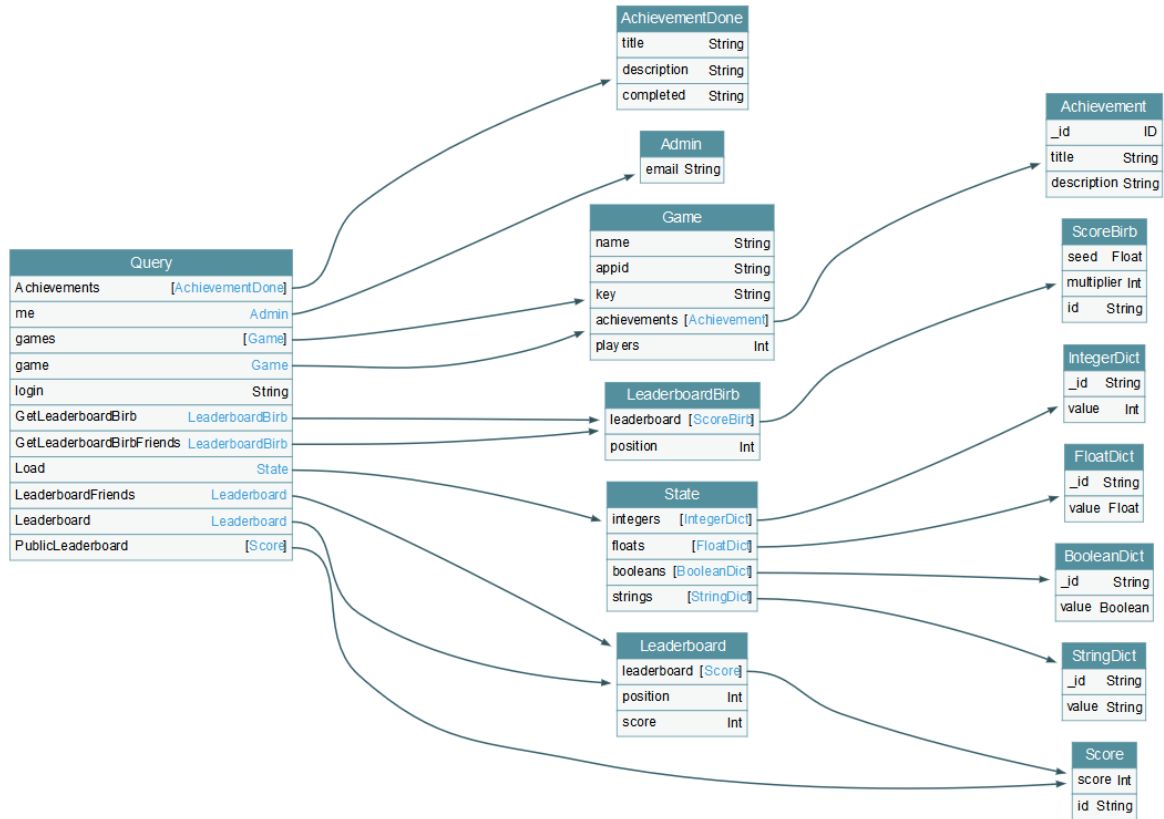 AchievementDone
title String
description String
completed String
Admin
email String
Game
name String
appid String
key String
achievements [Achievement]
players Int
Query
Achievements [AchievementDone]
me Admin
games [Game]
game Game
login String
GetLeaderboardBirb LeaderboardBirb
GetLeaderboardBirbFriends LeaderboardBirb
Load State
LeaderboardFriends Leaderboard
Leaderboard Leaderboard
PublicLeaderboard [Score]
LeaderboardBirb
leaderboard [ScoreBirb]
position Int
State
integers [IntegerDict]
floats [FloatDict]
booleans [BooleanDict]
strings [StringDict]
Leaderboard
leaderboard [Score]
position Int
score Int
Achievement
_id ID
title String
description String
ScoreBirb
seed Float
multiplier Int
id String
IntegerDict
_id String
value Int
FloatDict
_id String
value Float
BooleanDict
_id String
value Boolean
StringDict
_id String
value String
Score
score Int
id String